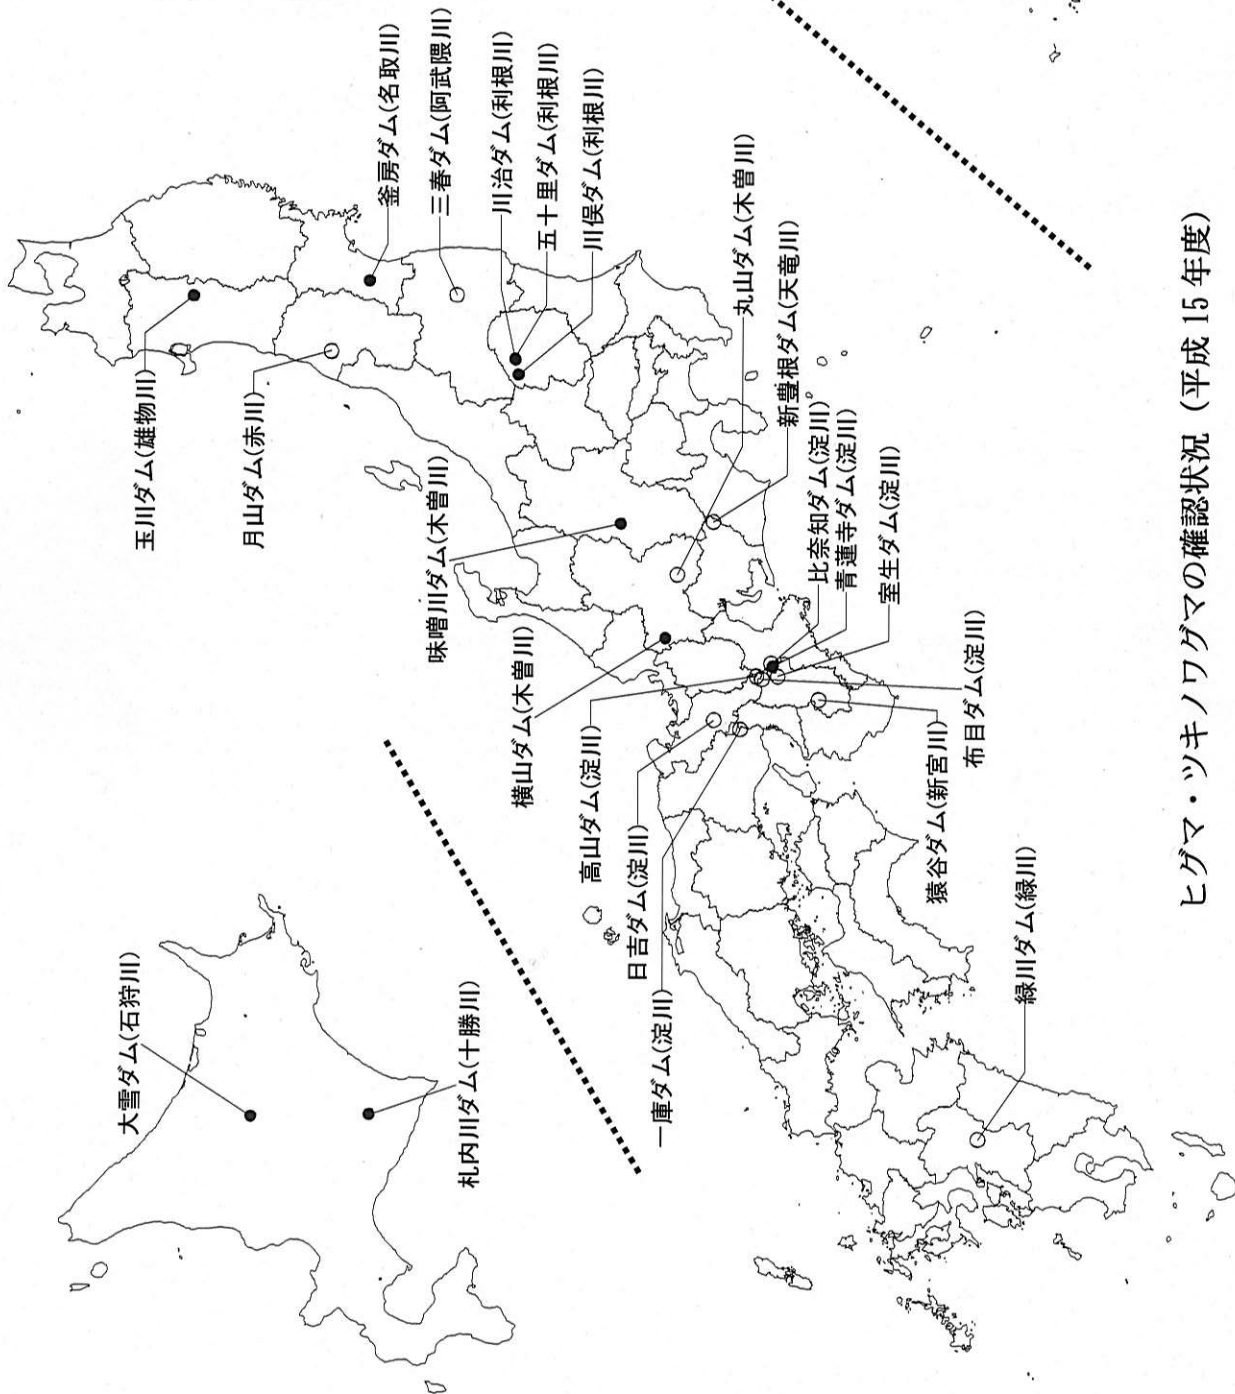 大雪ダム(石狩川)
札内川ダム(十勝川)
玉川ダム(雄物川)
月山ダム(赤川)
釜房ダム(名取川)
三春ダム(阿武隈川)
川治ダム(利根川)
五十里ダム(利根川)
川俣ダム(利根川)
味噌川ダム(木曽川)
横山ダム(木曽川)
丸山ダム(木曽川)
新豊根ダム(天竜川)
高山ダム(淀川)
日吉ダム(淀川)
一庫ダム(淀川)
比奈知ダム(淀川)
青蓮寺ダム(淀川)
室生ダム(淀川)
布目ダム(淀川)
猿谷ダム(新宮川)
緑川ダム(緑川)
ヒグマ・ツキノワグマの確認状況（平成 15 年度）